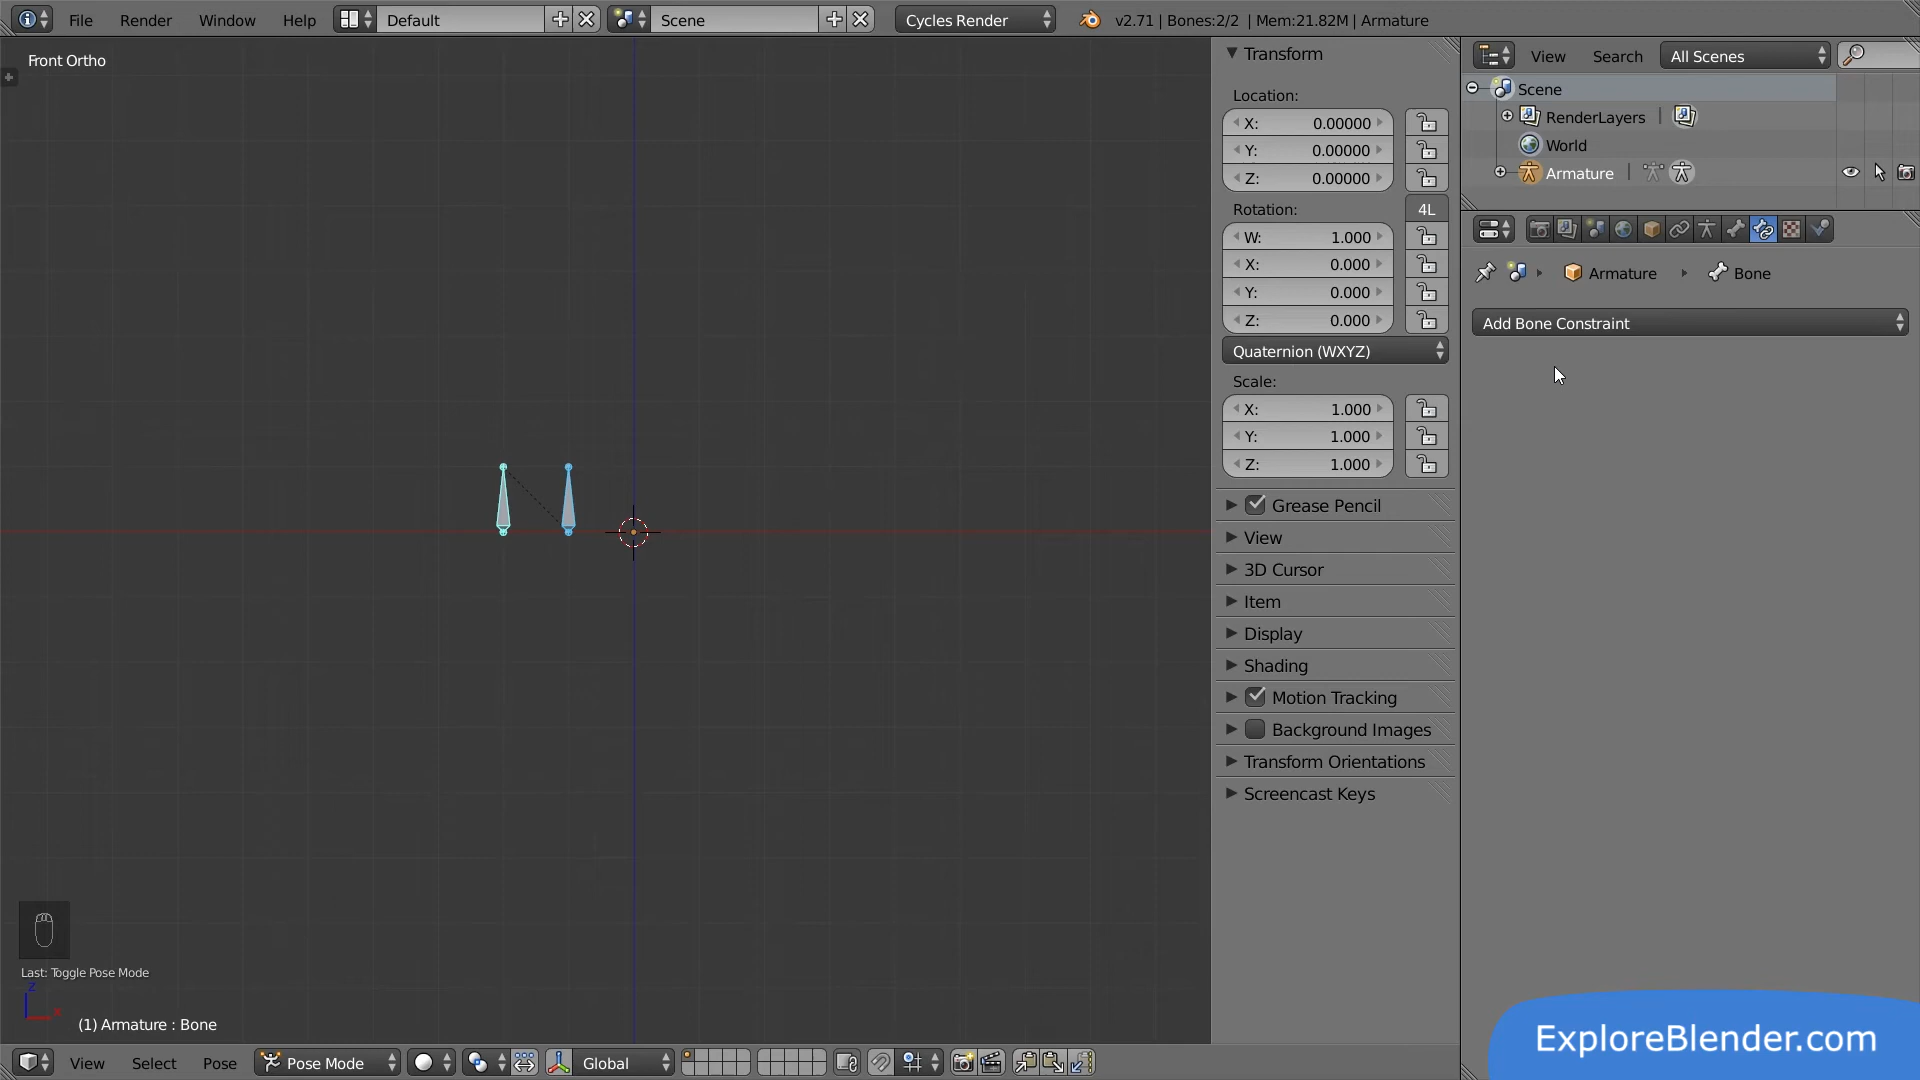 File Render Window Help Default Scene Cycles Render v2.71 | Bones:2/2 | Mem:21.82M | Armature
Front Ortho
Transform
Location:
X: 0.00000
Y: 0.00000
Z: 0.00000
Rotation: 4L
W: 1.000
X: 0.000
Y: 0.000
Z: 0.000
Quaternion (WXYZ)
Scale:
X: 1.000
Y: 1.000
Z: 1.000
Grease Pencil
View
3D Cursor
Item
Display
Shading
Motion Tracking
Background Images
Transform Orientations
Screencast Keys
View Search All Scenes
Scene
RenderLayers |
World
Armature |
Armature Bone
Add Bone Constraint
Last: Toggle Pose Mode
Z
X
(1) Armature : Bone
View Select Pose Pose Mode Global
ExploreBlender.com